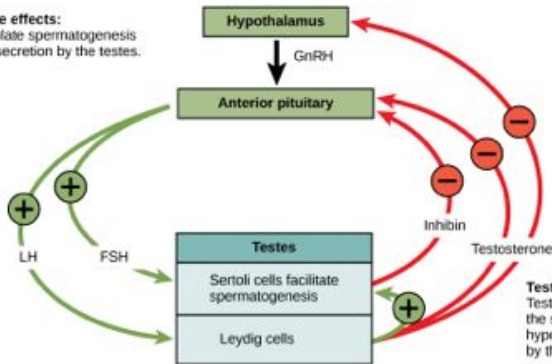 e effects:
late spermatogenesis
secretion by the testes.
Hypothalamus
GnRH
Anterior pituitary
+
+
−
−
−
LH
FSH
Inhibin
Testosterone
Testes
Sertoli cells facilitate
spermatogenesis
+
Leydig cells
Test
Test
the s
hype
by th